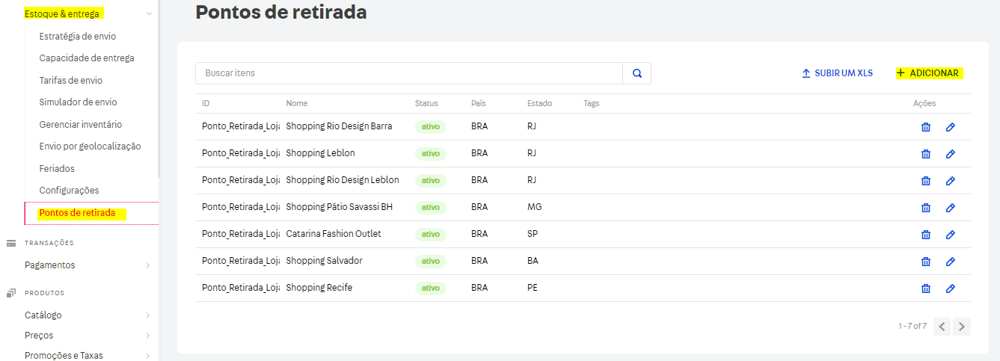 Estoque & entrega
Estratégia de envio
Capacidade de entrega
Tarifas de envio
Simulador de envio
Gerenciar inventário
Envio por geolocalização
Feriados
Configurações
Pontos de retirada
TRANSAÇÕES
Pagamentos
PRODUTOS
Catálogo
Preços
Promoções e Taxas
Pontos de retirada
Buscar itens
SUBIR UM XLS
+ ADICIONAR
ID Nome Status País Estado Tags Ações
Ponto_Retirada_Loja Shopping Rio Design Barra ativo BRA RJ
Ponto_Retirada_Loja Shopping Leblon ativo BRA RJ
Ponto_Retirada_Loja Shopping Rio Design Leblon ativo BRA RJ
Ponto_Retirada_Loja Shopping Pátio Savassi BH ativo BRA MG
Ponto_Retirada_Loja Catarina Fashion Outlet ativo BRA SP
Ponto_Retirada_Loja Shopping Salvador ativo BRA BA
Ponto_Retirada_Loja Shopping Recife ativo BRA PE
1 - 7 of 7